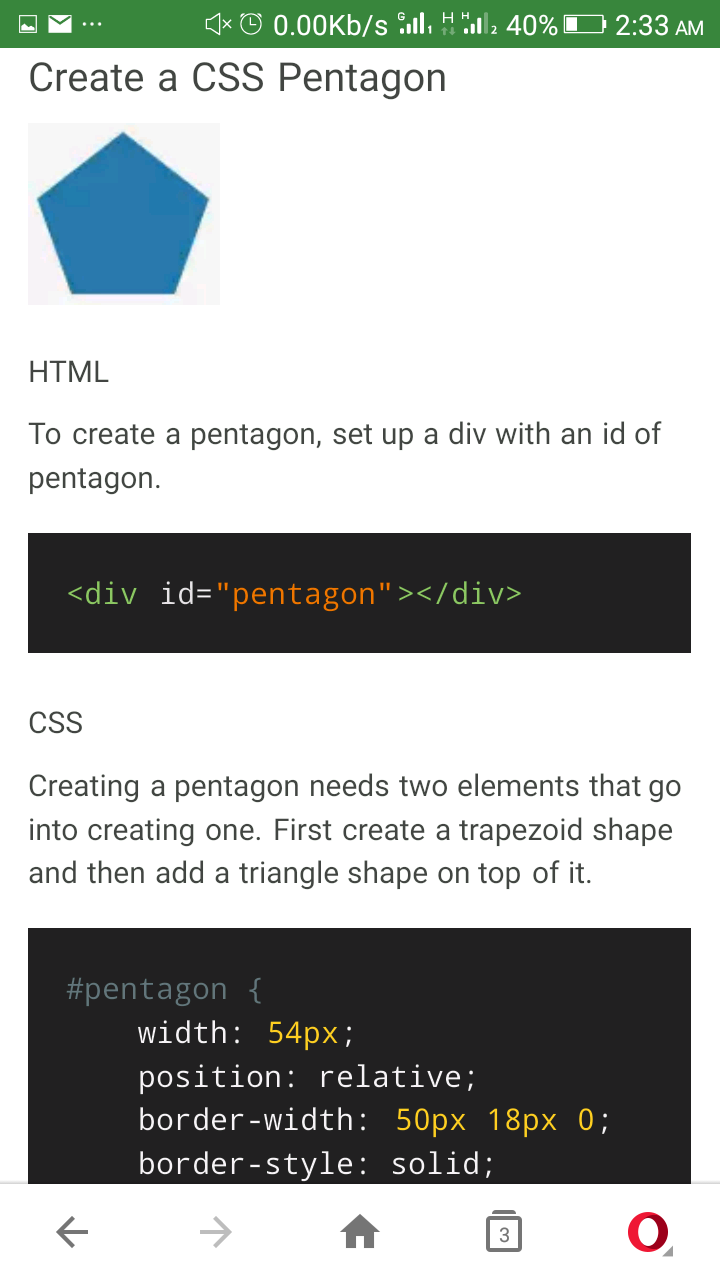 0.00Kb/s G 1 H H 2 40% 2:33 AM
Create a CSS Pentagon
HTML
To create a pentagon, set up a div with an id of
pentagon.
<div id="pentagon"></div>
CSS
Creating a pentagon needs two elements that go
into creating one. First create a trapezoid shape
and then add a triangle shape on top of it.
#pentagon {
width: 54px;
position: relative;
border-width: 50px 18px 0;
border-style: solid;
3